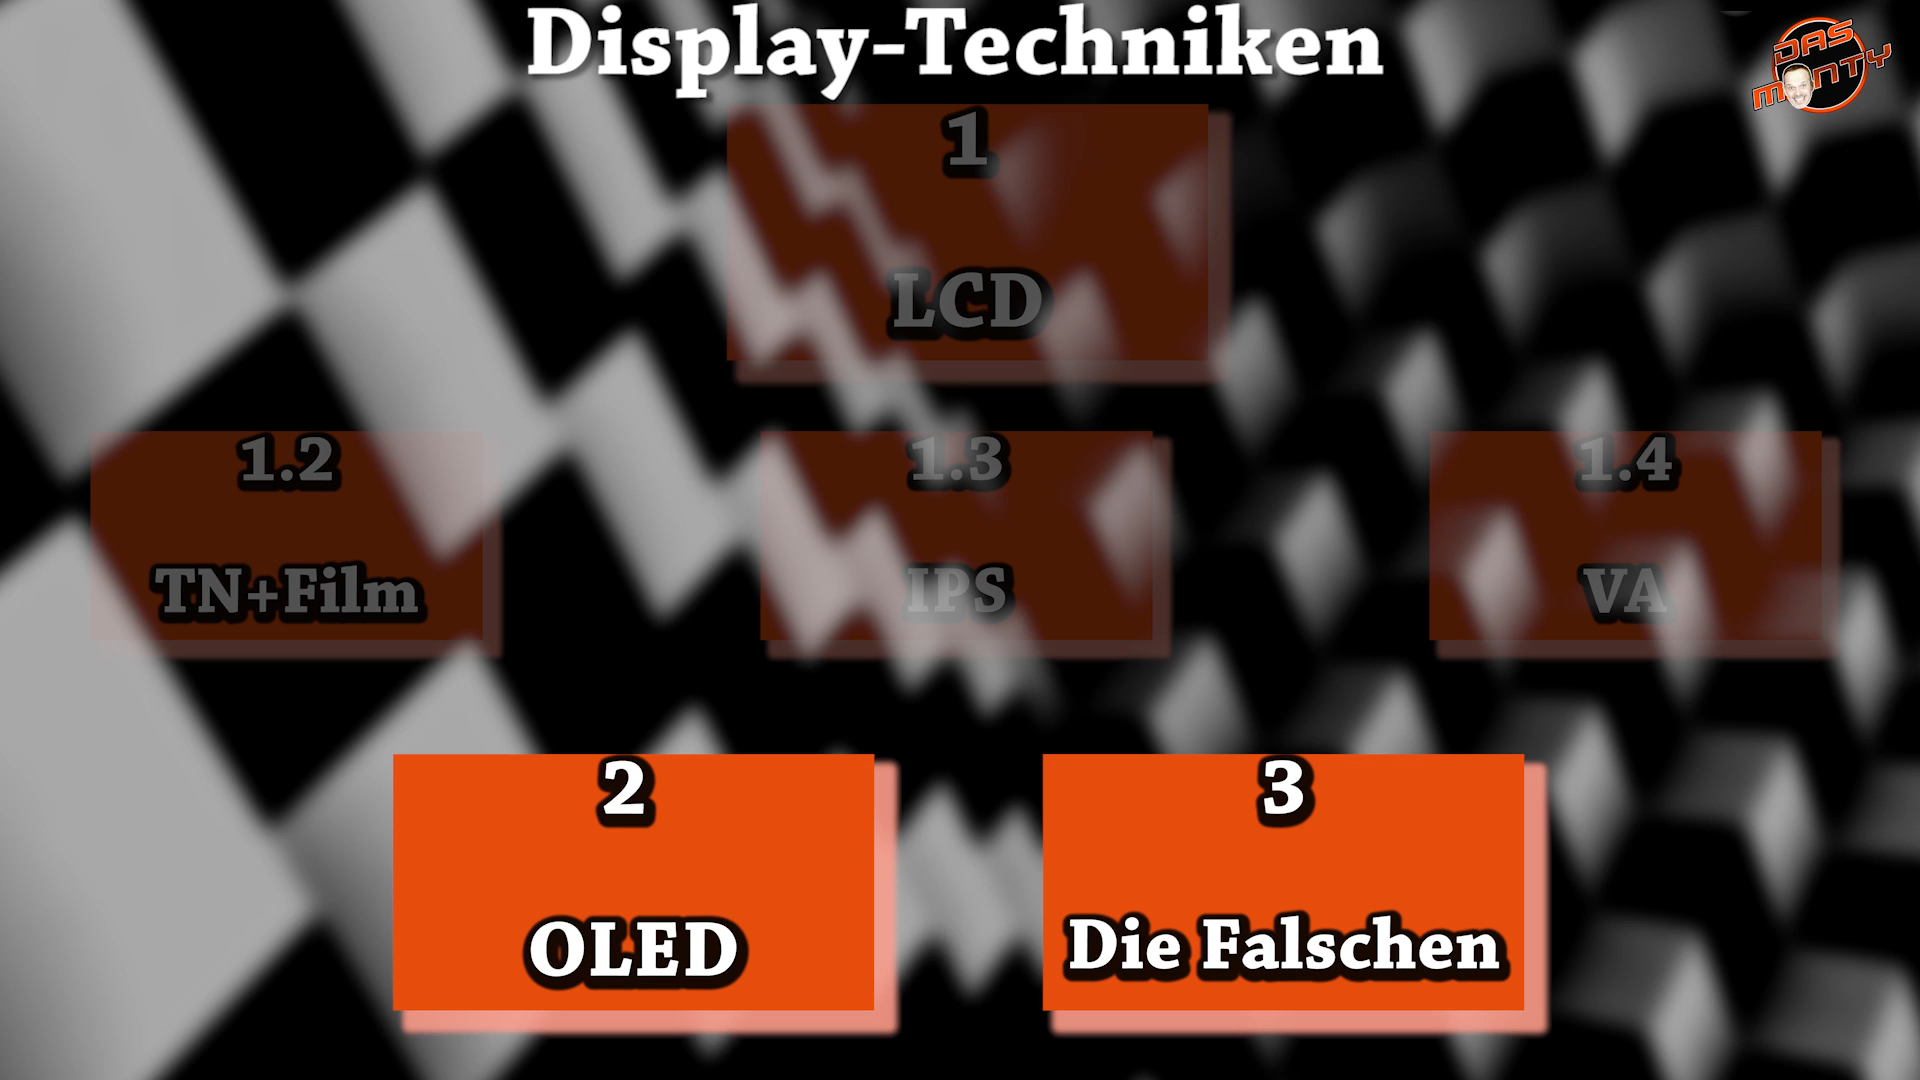 Display-Techniken
DAS
MONTY
1
LCD
1.2
TN+Film
1.3
IPS
1.4
VA
2
OLED
3
Die Falschen